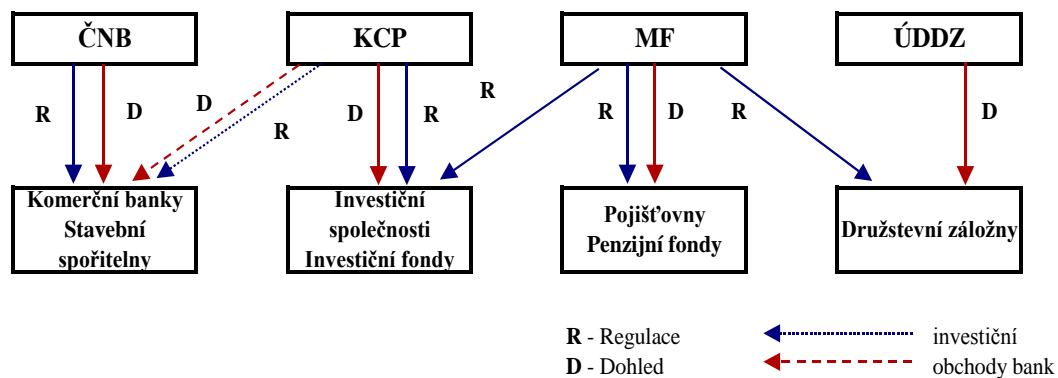 ČNB
KCP
MF
ÚDDZ
R
D
D
R
D
R
R
R
D
R
D
Komerční banky
Stavební
spořitelny
Investiční
společnosti
Investiční fondy
Pojišťovny
Penzijní fondy
Družstevní záložny
R - Regulace
investiční
D - Dohled
obchody bank